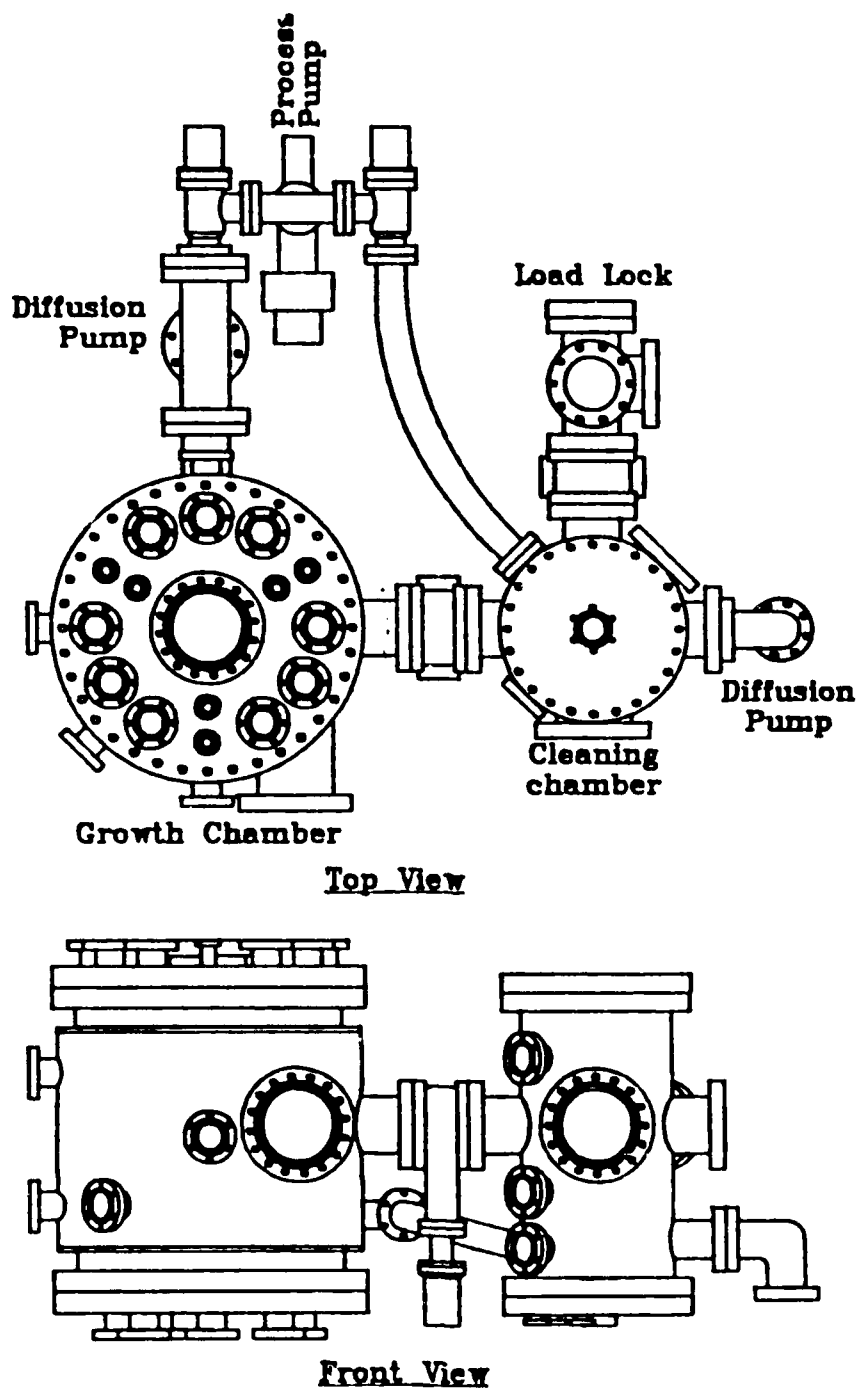 Process
Pump
Load Lock
Diffusion
Pump
Diffusion
Pump
Cleaning
chamber
Growth Chamber
Top View
Front View